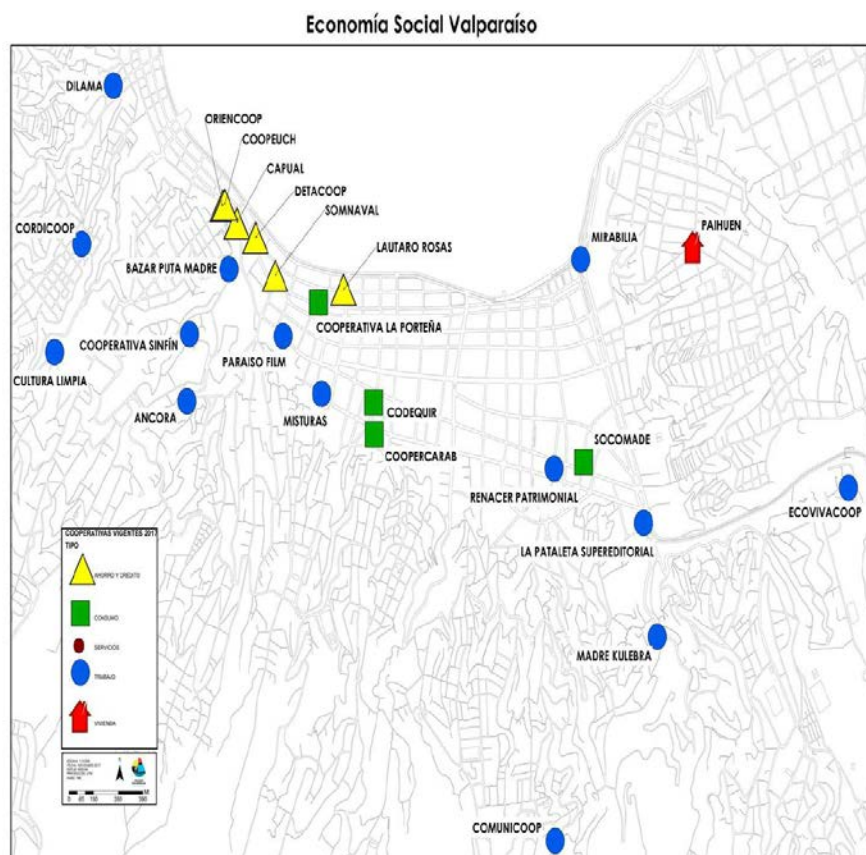 Economía Social Valparaíso
DILAMA
ORIENCOOP
COOPEUCH
CAPUAL
DETACOOP
SOMNAVAL
CORDICOOP
LAUTARO ROSAS
MIRABILIA
PAIHUEN
BAZAR PUTA MADRE
COOPERATIVA LA PORTEÑA
COOPERATIVA SINFÍN
PARAISO FILM
CULTURA LIMPIA
ANCORA
MISTURAS
CODEQUIR
COOPERCARAB
SOCOMADE
RENACER PATRIMONIAL
ECOVIVACOOP
LA PATALETA SUPEREDITORIAL
MADRE KULEBRA
COMUNICOOP
COOPERATIVAS VIGENTES 2017
TIPO
AHORRO Y CRÉDITO
CONSUMO
SERVICIOS
TRABAJO
VIVIENDA